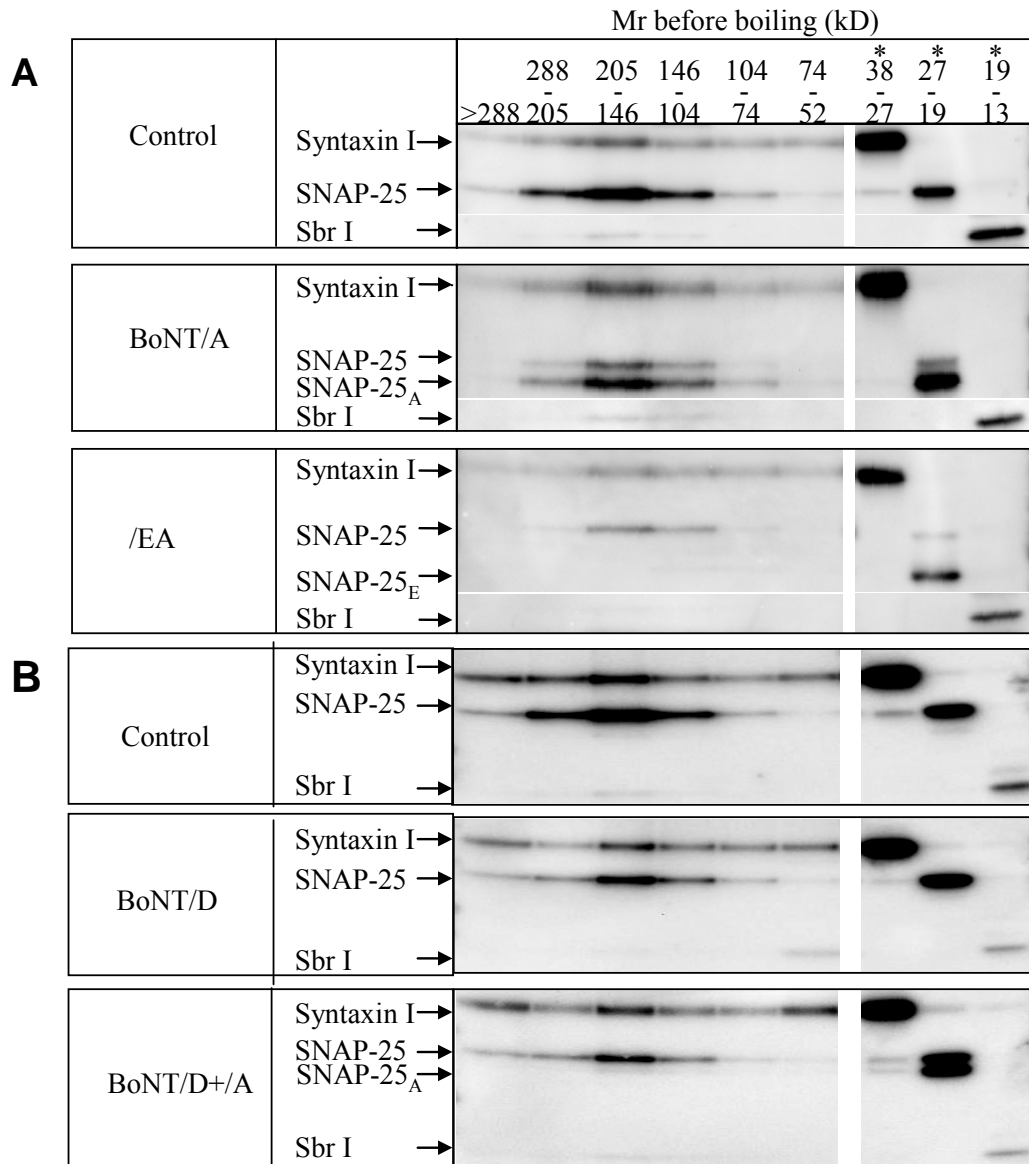 Mr before boiling (kD)
A
* * *
288 205 146 104 74 38 27 19
- - - - - - - -
>288 205 146 104 74 52 27 19 13
Control
Syntaxin I
SNAP-25
Sbr I
BoNT/A
Syntaxin I
SNAP-25
SNAP-25A
Sbr I
/EA
Syntaxin I
SNAP-25
SNAP-25E
Sbr I
B
Control
Syntaxin I
SNAP-25
Sbr I
BoNT/D
Syntaxin I
SNAP-25
Sbr I
BoNT/D+/A
Syntaxin I
SNAP-25
SNAP-25A
Sbr I